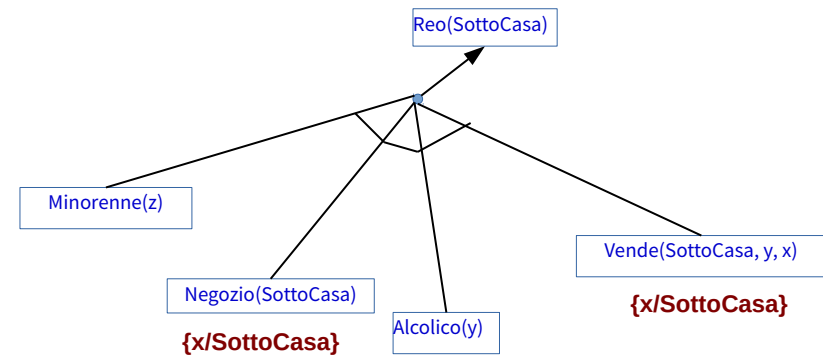 Reo(SottoCasa)
Minorenne(z)
Vende(SottoCasa, y, x)
Negozio(SottoCasa)
{x/SottoCasa}
Alcolico(y)
{x/SottoCasa}